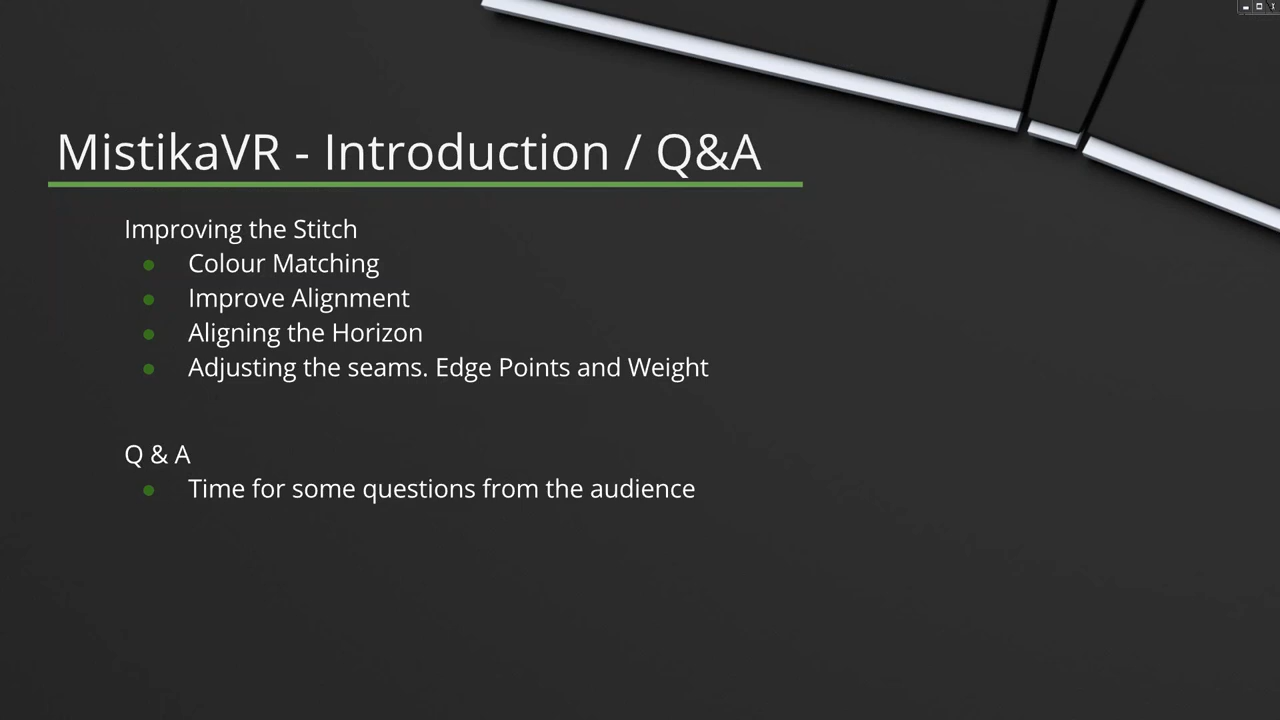 MistikaVR - Introduction / Q&A
Improving the Stitch
● Colour Matching
● Improve Alignment
● Aligning the Horizon
● Adjusting the seams. Edge Points and Weight
Q & A
● Time for some questions from the audience